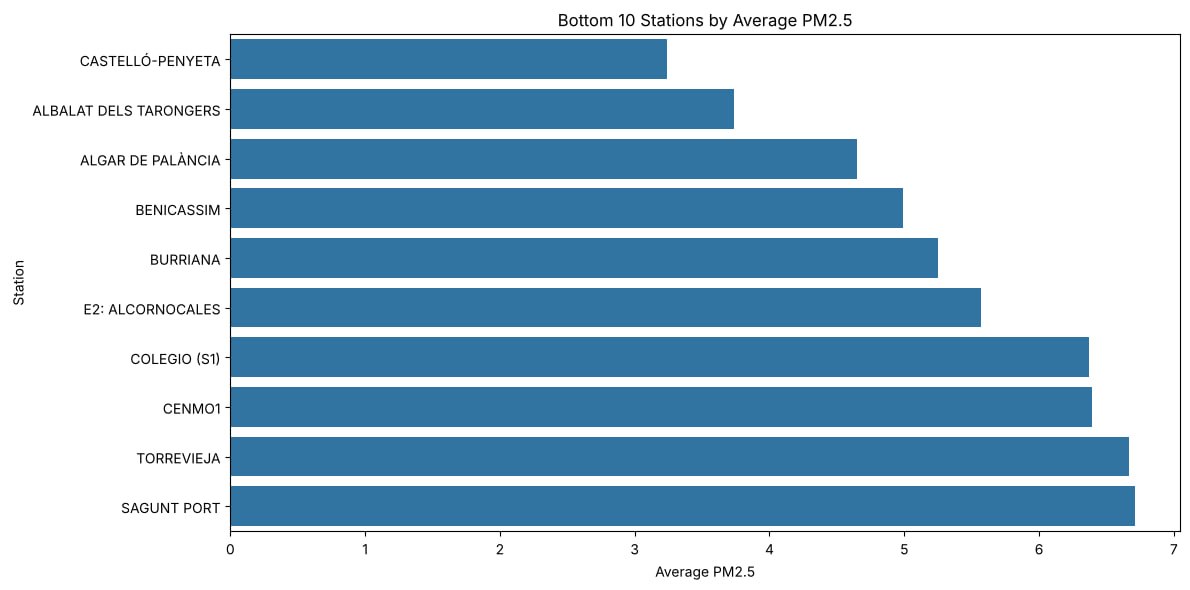 Bottom 10 Stations by Average PM2.5
CASTELLÓ-PENYETA
ALBALAT DELS TARONGERS
ALGAR DE PALÀNCIA
BENICASSIM
BURRIANA
E2: ALCORNOCALES
COLEGIO (S1)
CENMO1
TORREVIEJA
SAGUNT PORT
Station
0 1 2 3 4 5 6 7
Average PM2.5